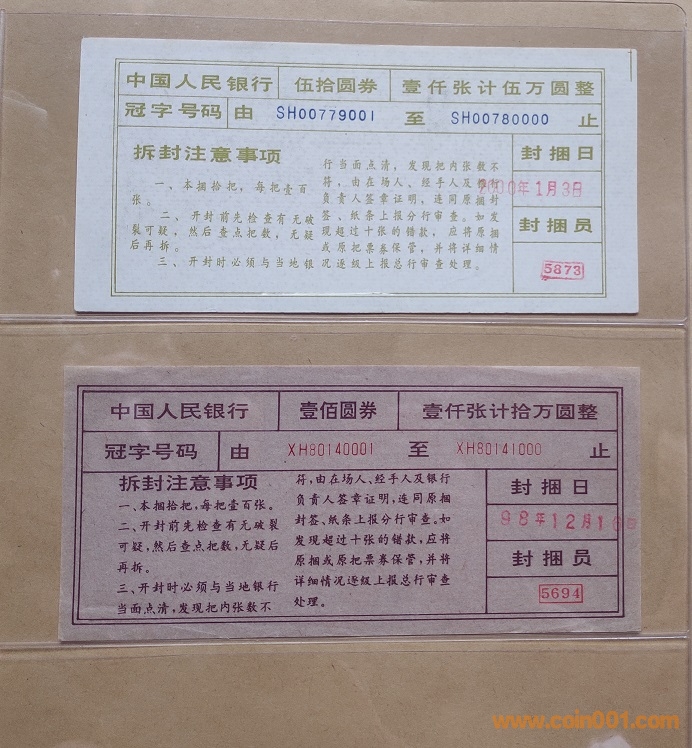 中国人民银行 伍拾圆券 壹仟张计伍万圆整
冠字号码 由 SH00779001 至 SH00780000 止
拆封注意事项
一、本捆拾把，每把壹百
张。
二、开封前先检查有无破
裂可疑，然后查点把数，无疑
后再拆。
三、开封时必须与当地银
行当面点清，发现把内张数不
符，由在场人、经手人及银行
负责人签章证明，连同原捆封
签、纸条上报分行审查。如发
现超过十张的错款，应将原捆
或原把票券保管，并将详细情
况逐级上报总行审查处理。
封捆日
2000年1月3日
封捆员
5873
中国人民银行 壹佰圆券 壹仟张计拾万圆整
冠字号码 由 XH80140001 至 XH80141000 止
拆封注意事项
一、本捆拾把，每把壹百张。
二、开封前先检查有无破裂
可疑，然后查点把数，无疑后再
拆。
三、开封时必须与当地银行
当面点清，发现把内张数不
符，由在场人、经手人及银行
负责人签章证明，连同原捆
封签、纸条上报分行审查。如
发现超过十张的错款，应将
原捆或原把票券保管，并将
详细情况逐级上报总行审查
处理。
封捆日
98年12月10日
封捆员
5694
www.coin001.com